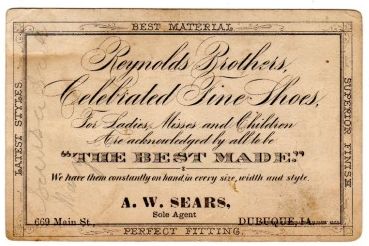 BEST MATERIAL
LATEST STYLES
SUPERIOR FINISH
Reynolds Brothers,
Celebrated Fine Shoes,
For Ladies, Misses and Children
Are acknowledged by all to be
"THE BEST MADE."
We have them constantly on hand in every size, width and style.
A. W. SEARS,
Sole Agent
669 Main St.,
DUBUQUE, IA.
PERFECT FITTING.